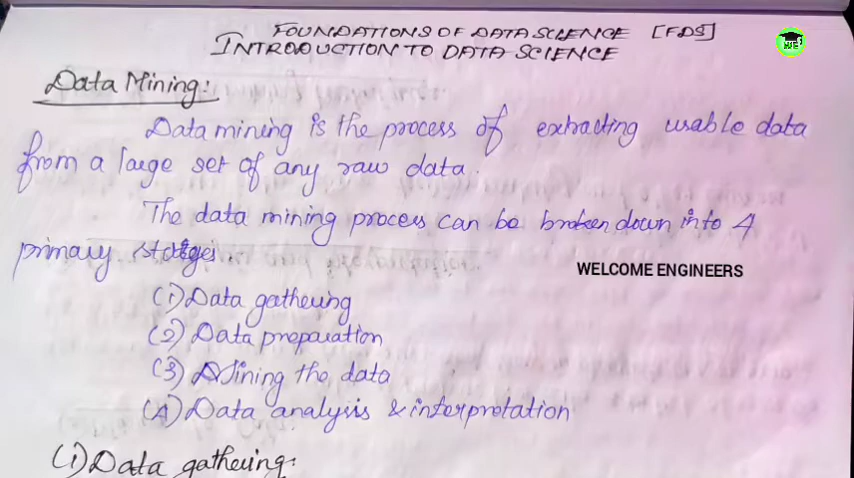 FOUNDATIONS OF DATA SCIENCE [FDS]
INTRODUCTION TO DATA SCIENCE
WE
Data Mining:
Data mining is the process of extracting usable data
from a large set of any raw data.
The data mining process can be broken down into 4
primary stages
WELCOME ENGINEERS
(1) Data gathering
(2) Data preparation
(3) Mining the data
(4) Data analysis & interpretation
(1) Data gathering: